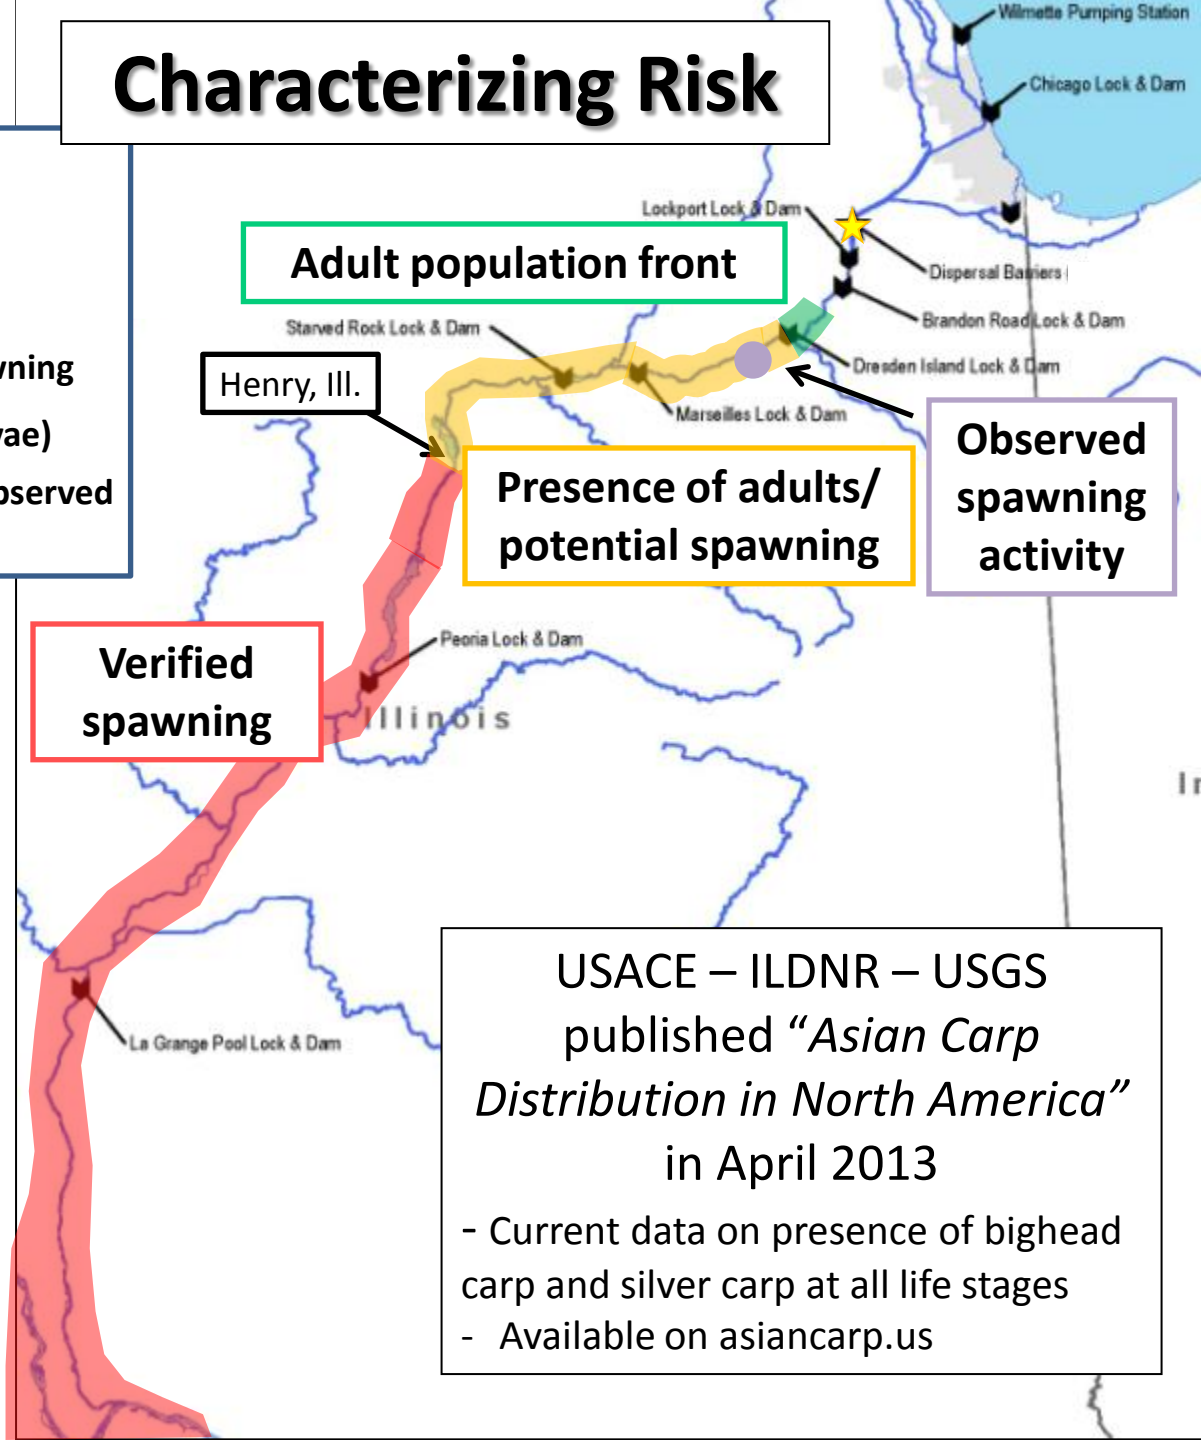 Wilmette Pumping Station
Characterizing Risk
Chicago Lock & Dam
Lockport Lock & Dam
Adult population front
Dispersal Barriers
Starved Rock Lock & Dam
Brandon Road Lock & Dam
Henry, Ill.
Dresden Island Lock & Dam
Marseilles Lock & Dam
Observed
spawning
activity
Presence of adults/
potential spawning
Peoria Lock & Dam
Verified
spawning
Illinois
La Grange Pool Lock & Dam
USACE – ILDNR – USGS
published “Asian Carp
Distribution in North America”
in April 2013
- Current data on presence of bighead
carp and silver carp at all life stages
- Available on asiancarp.us